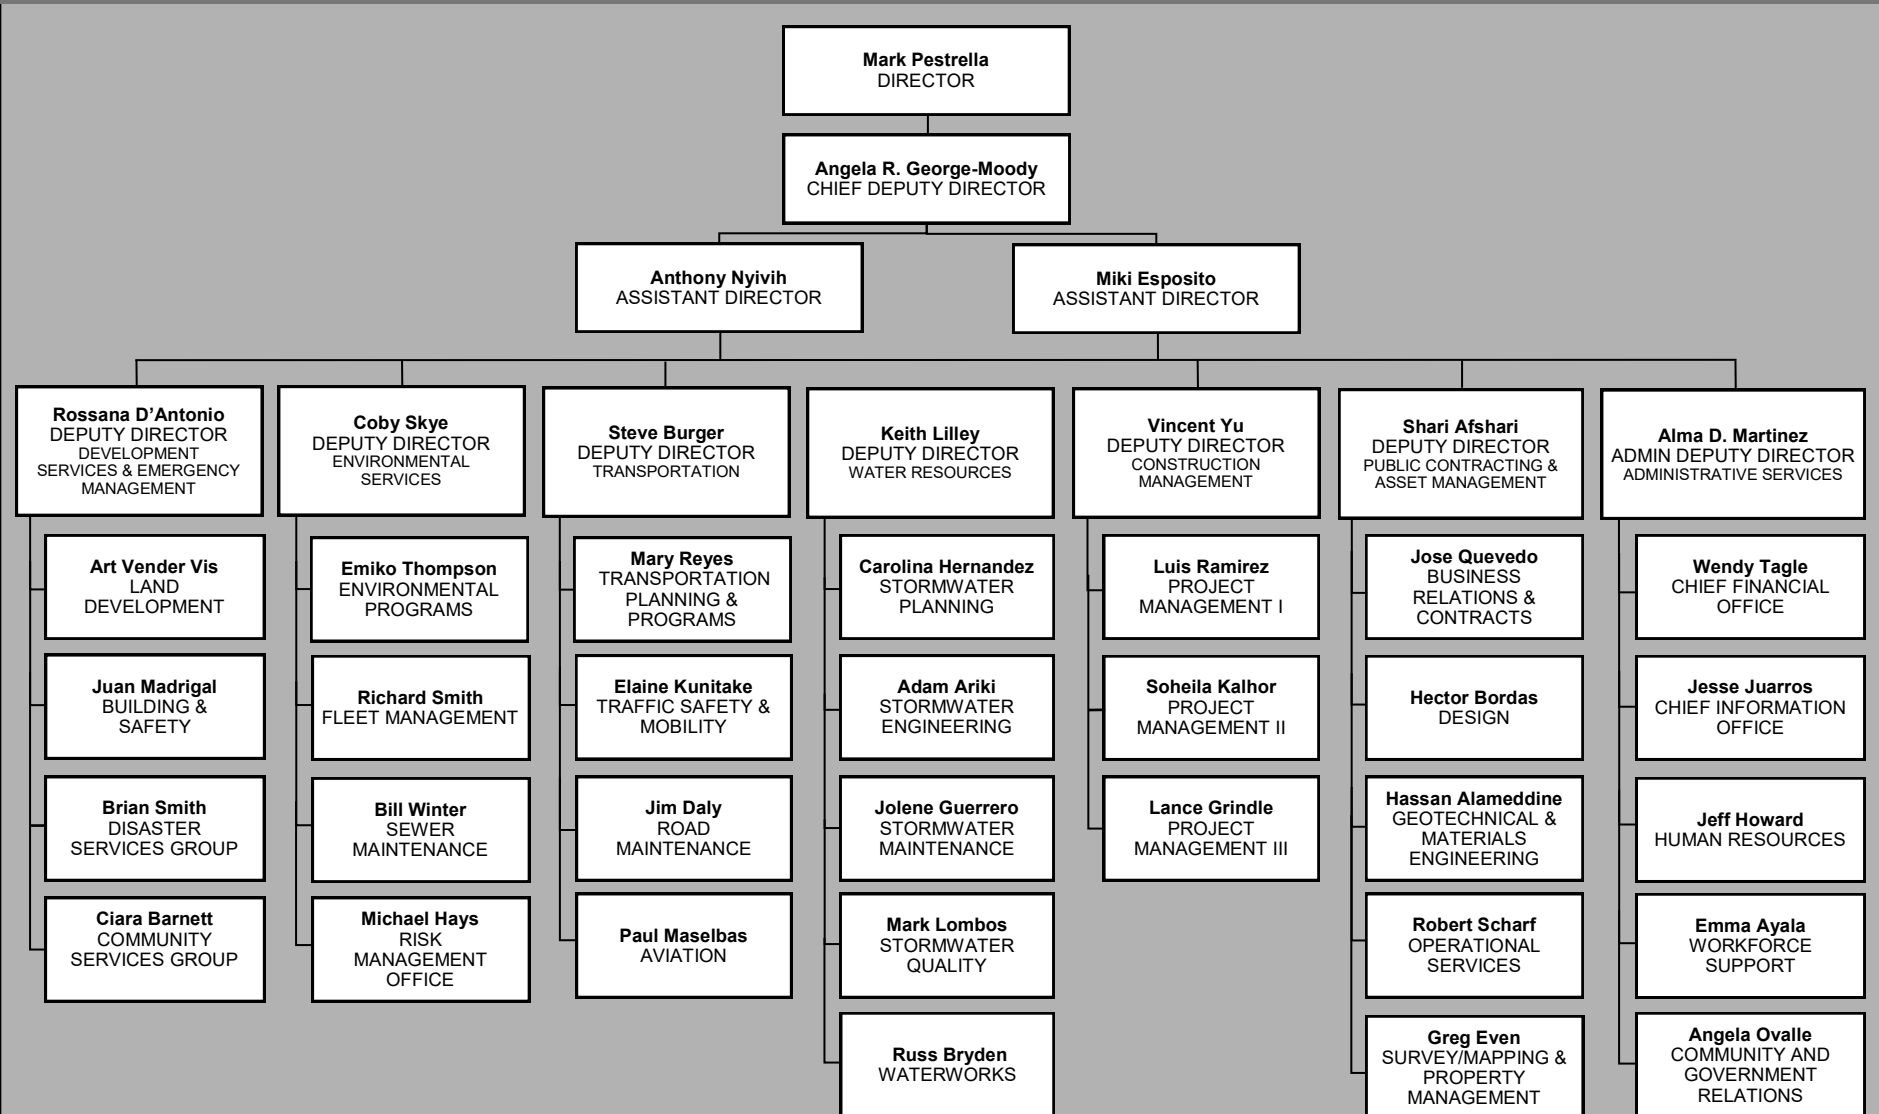 Mark Pestrella
DIRECTOR
Angela R. George-Moody
CHIEF DEPUTY DIRECTOR
Anthony Nyivih
ASSISTANT DIRECTOR
Miki Esposito
ASSISTANT DIRECTOR
Rossana D’Antonio
DEPUTY DIRECTOR
DEVELOPMENT
SERVICES & EMERGENCY
MANAGEMENT
Coby Skye
DEPUTY DIRECTOR
ENVIRONMENTAL
SERVICES
Steve Burger
DEPUTY DIRECTOR
TRANSPORTATION
Keith Lilley
DEPUTY DIRECTOR
WATER RESOURCES
Vincent Yu
DEPUTY DIRECTOR
CONSTRUCTION
MANAGEMENT
Shari Afshari
DEPUTY DIRECTOR
PUBLIC CONTRACTING &
ASSET MANAGEMENT
Alma D. Martinez
ADMIN DEPUTY DIRECTOR
ADMINISTRATIVE SERVICES
Art Vender Vis
LAND
DEVELOPMENT
Emiko Thompson
ENVIRONMENTAL
PROGRAMS
Mary Reyes
TRANSPORTATION
PLANNING &
PROGRAMS
Carolina Hernandez
STORMWATER
PLANNING
Luis Ramirez
PROJECT
MANAGEMENT I
Jose Quevedo
BUSINESS
RELATIONS &
CONTRACTS
Wendy Tagle
CHIEF FINANCIAL
OFFICE
Juan Madrigal
BUILDING &
SAFETY
Richard Smith
FLEET MANAGEMENT
Elaine Kunitake
TRAFFIC SAFETY &
MOBILITY
Adam Ariki
STORMWATER
ENGINEERING
Soheila Kalhor
PROJECT
MANAGEMENT II
Hector Bordas
DESIGN
Jesse Juarros
CHIEF INFORMATION
OFFICE
Brian Smith
DISASTER
SERVICES GROUP
Bill Winter
SEWER
MAINTENANCE
Jim Daly
ROAD
MAINTENANCE
Jolene Guerrero
STORMWATER
MAINTENANCE
Lance Grindle
PROJECT
MANAGEMENT III
Hassan Alameddine
GEOTECHNICAL &
MATERIALS
ENGINEERING
Jeff Howard
HUMAN RESOURCES
Ciara Barnett
COMMUNITY
SERVICES GROUP
Michael Hays
RISK
MANAGEMENT
OFFICE
Paul Maselbas
AVIATION
Mark Lombos
STORMWATER
QUALITY
Robert Scharf
OPERATIONAL
SERVICES
Emma Ayala
WORKFORCE
SUPPORT
Russ Bryden
WATERWORKS
Greg Even
SURVEY/MAPPING &
PROPERTY
MANAGEMENT
Angela Ovalle
COMMUNITY AND
GOVERNMENT
RELATIONS